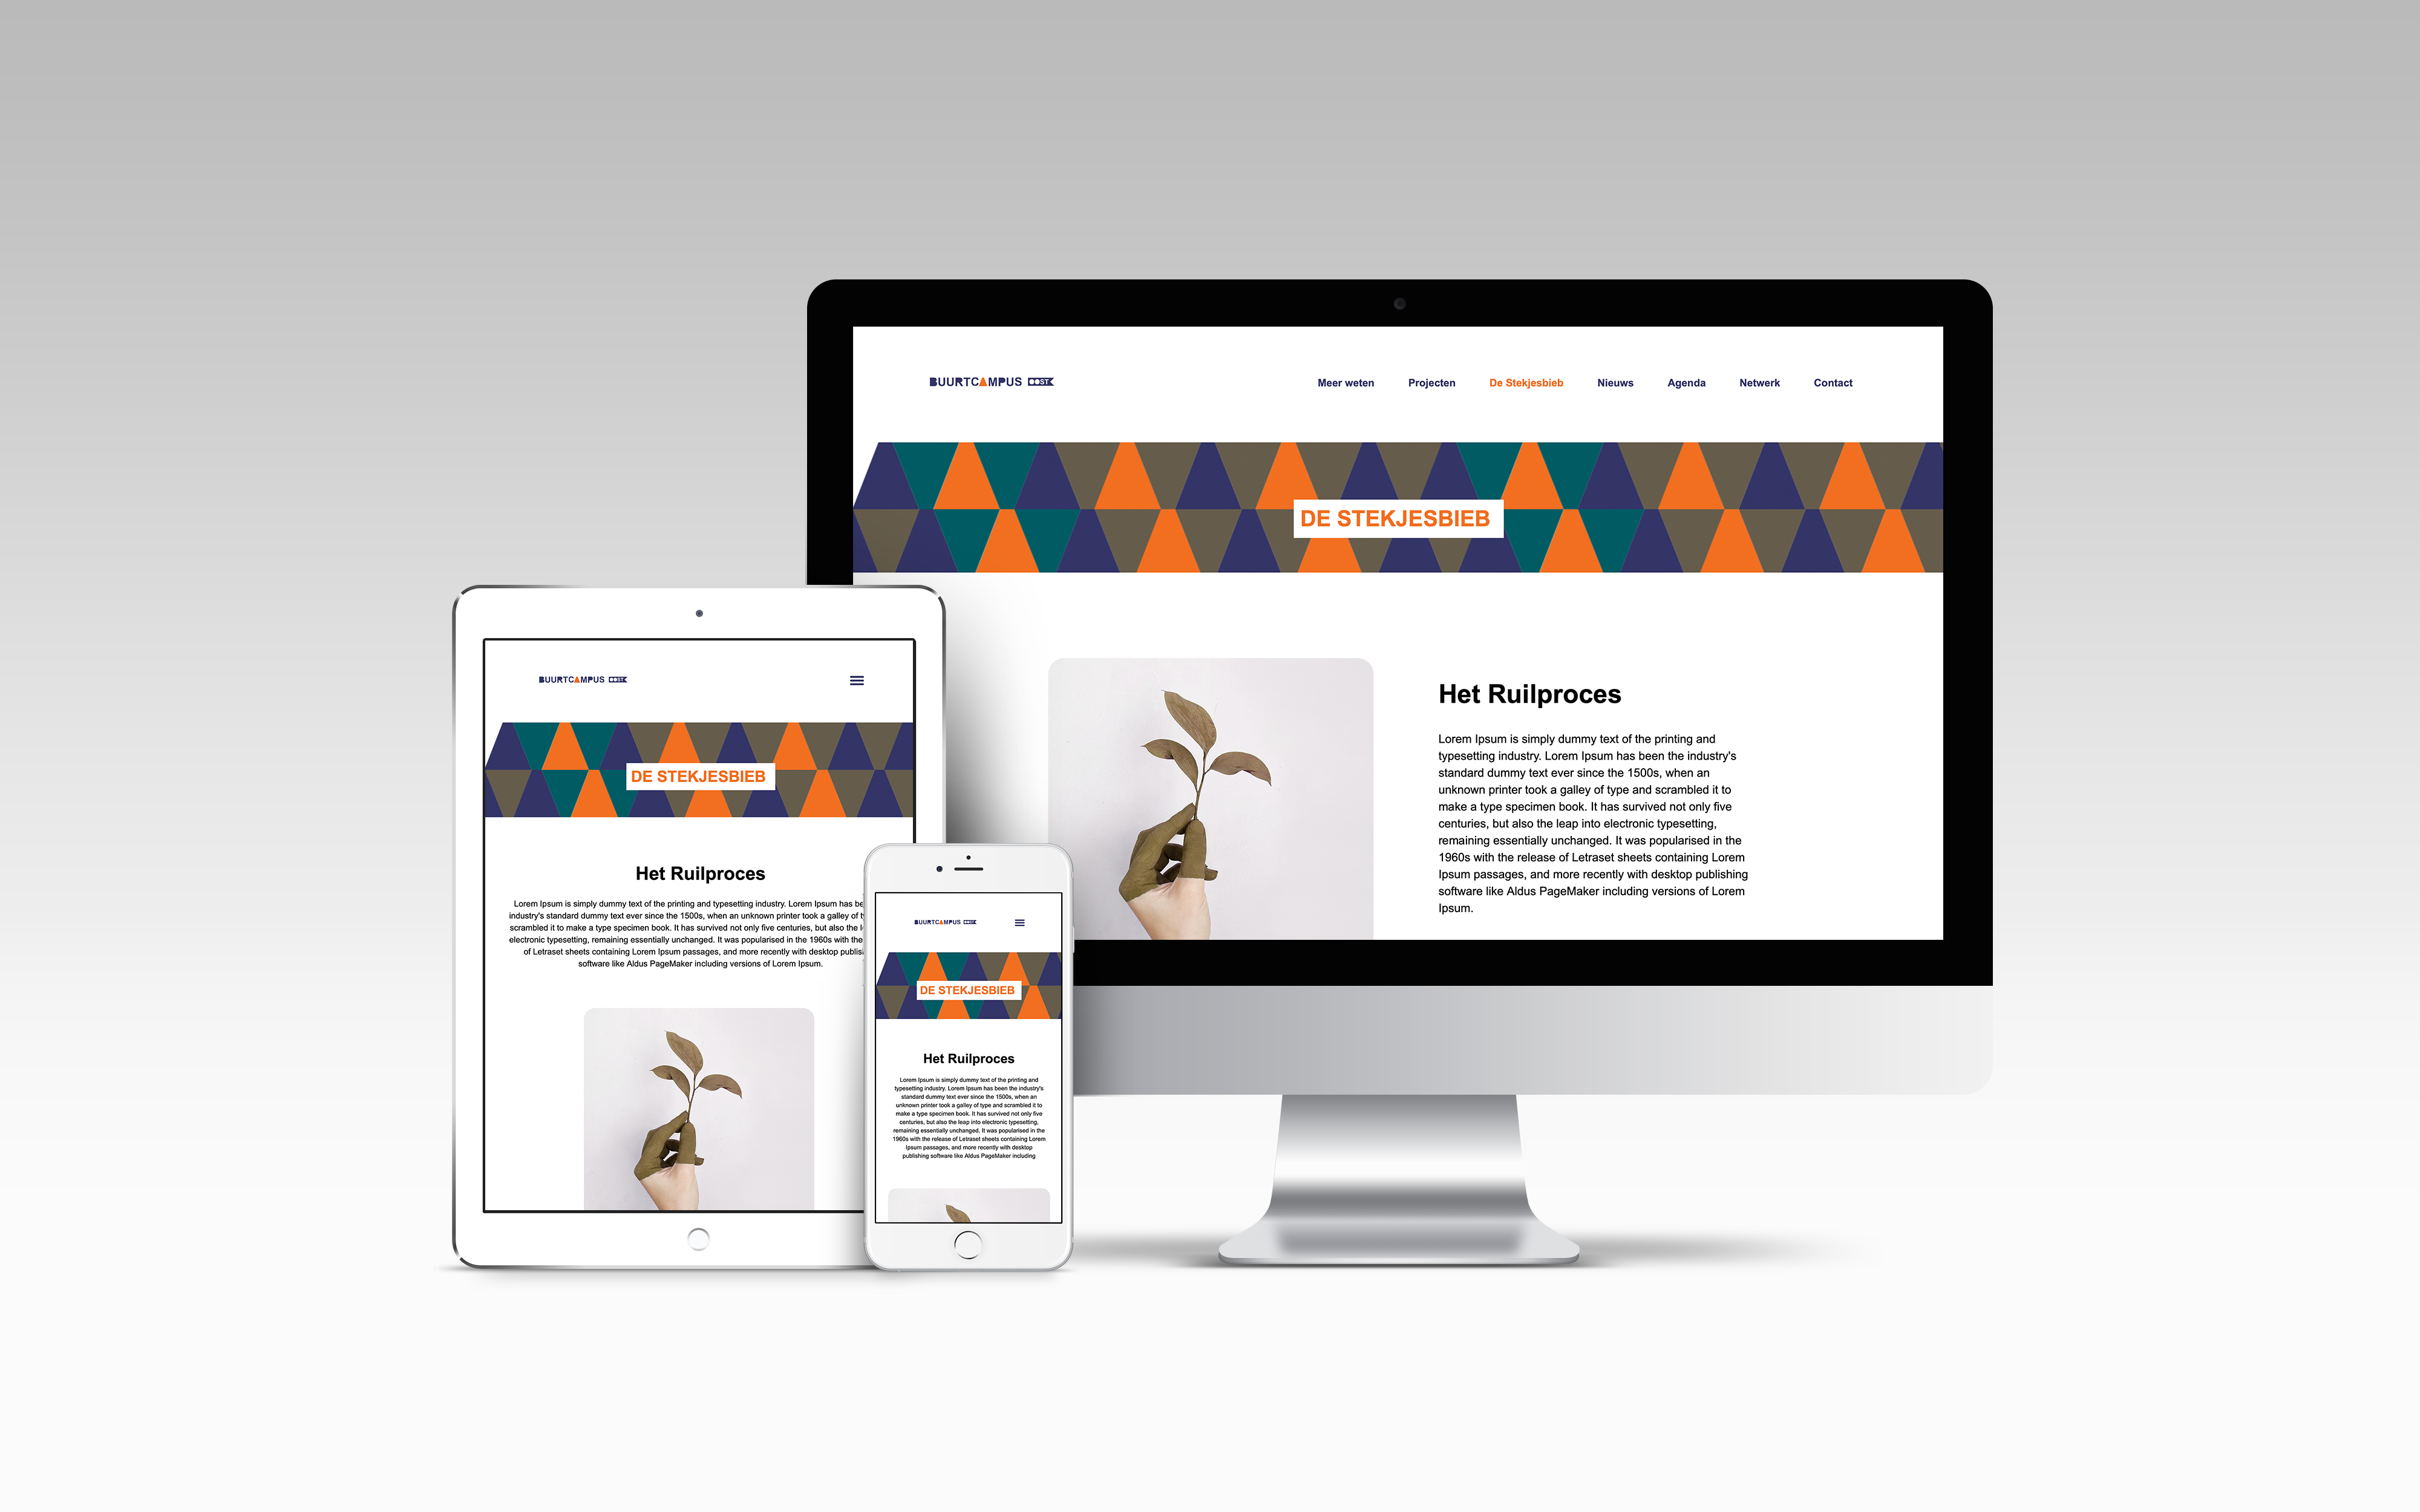 BUURTCAMPUS OOST
Meer weten Projecten De Stekjesbieb Nieuws Agenda Netwerk Contact
DE STEKJESBIEB
Het Ruilproces
Lorem Ipsum is simply dummy text of the printing and
typesetting industry. Lorem Ipsum has been the industry's
standard dummy text ever since the 1500s, when an
unknown printer took a galley of type and scrambled it to
make a type specimen book. It has survived not only five
centuries, but also the leap into electronic typesetting,
remaining essentially unchanged. It was popularised in the
1960s with the release of Letraset sheets containing Lorem
Ipsum passages, and more recently with desktop publishing
software like Aldus PageMaker including versions of Lorem
Ipsum.
BUURTCAMPUS OOST
DE STEKJESBIEB
Het Ruilproces
Lorem Ipsum is simply dummy text of the printing and typesetting industry. Lorem Ipsum has be
industry's standard dummy text ever since the 1500s, when an unknown printer took a galley of t
scrambled it to make a type specimen book. It has survived not only five centuries, but also the l
electronic typesetting, remaining essentially unchanged. It was popularised in the 1960s with the
of Letraset sheets containing Lorem Ipsum passages, and more recently with desktop publis
software like Aldus PageMaker including versions of Lorem Ipsum.
BUURTCAMPUS OOST
DE STEKJESBIEB
Het Ruilproces
Lorem Ipsum is simply dummy text of the printing and
typesetting industry. Lorem Ipsum has been the industry's
standard dummy text ever since the 1500s, when an
unknown printer took a galley of type and scrambled it to
make a type specimen book. It has survived not only five
centuries, but also the leap into electronic typesetting,
remaining essentially unchanged. It was popularised in the
1960s with the release of Letraset sheets containing Lorem
Ipsum passages, and more recently with desktop
publishing software like Aldus PageMaker including